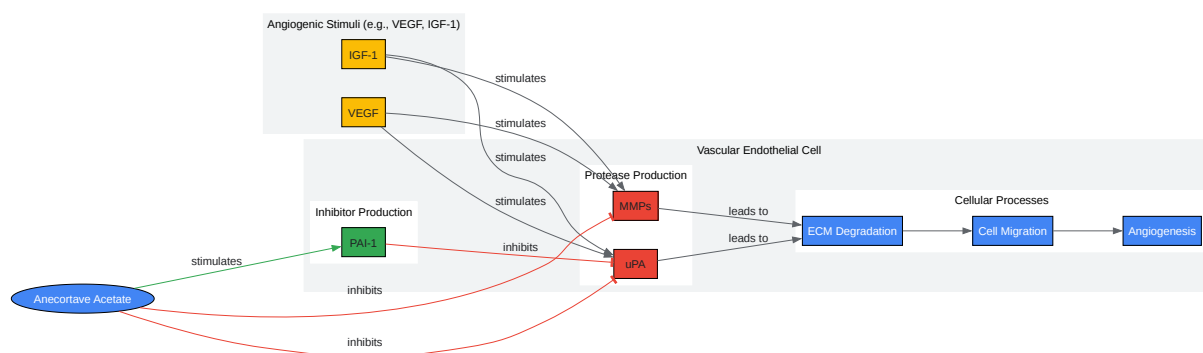 Angiogenic Stimuli (e.g., VEGF, IGF-1)
IGF-1
stimulates
VEGF
stimulates
Vascular Endothelial Cell
stimulates
Protease Production
stimulates
MMPs
Cellular Processes
Inhibitor Production
leads to
ECM Degradation
Cell Migration
Angiogenesis
PAI-1
inhibits
leads to
stimulates
uPA
Anecortave Acetate
inhibits
inhibits